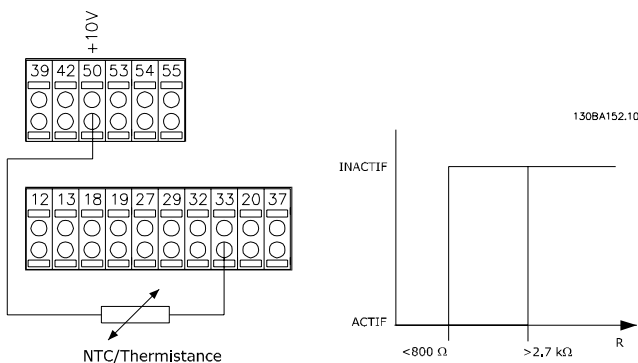 +10V
39 42 50 53 54 55
130BA152.10
INACTIF
12 13 18 19 27 29 32 33 20 37
ACTIF
<800 Ω
>2,7 kΩ
R
NTC/Thermistance